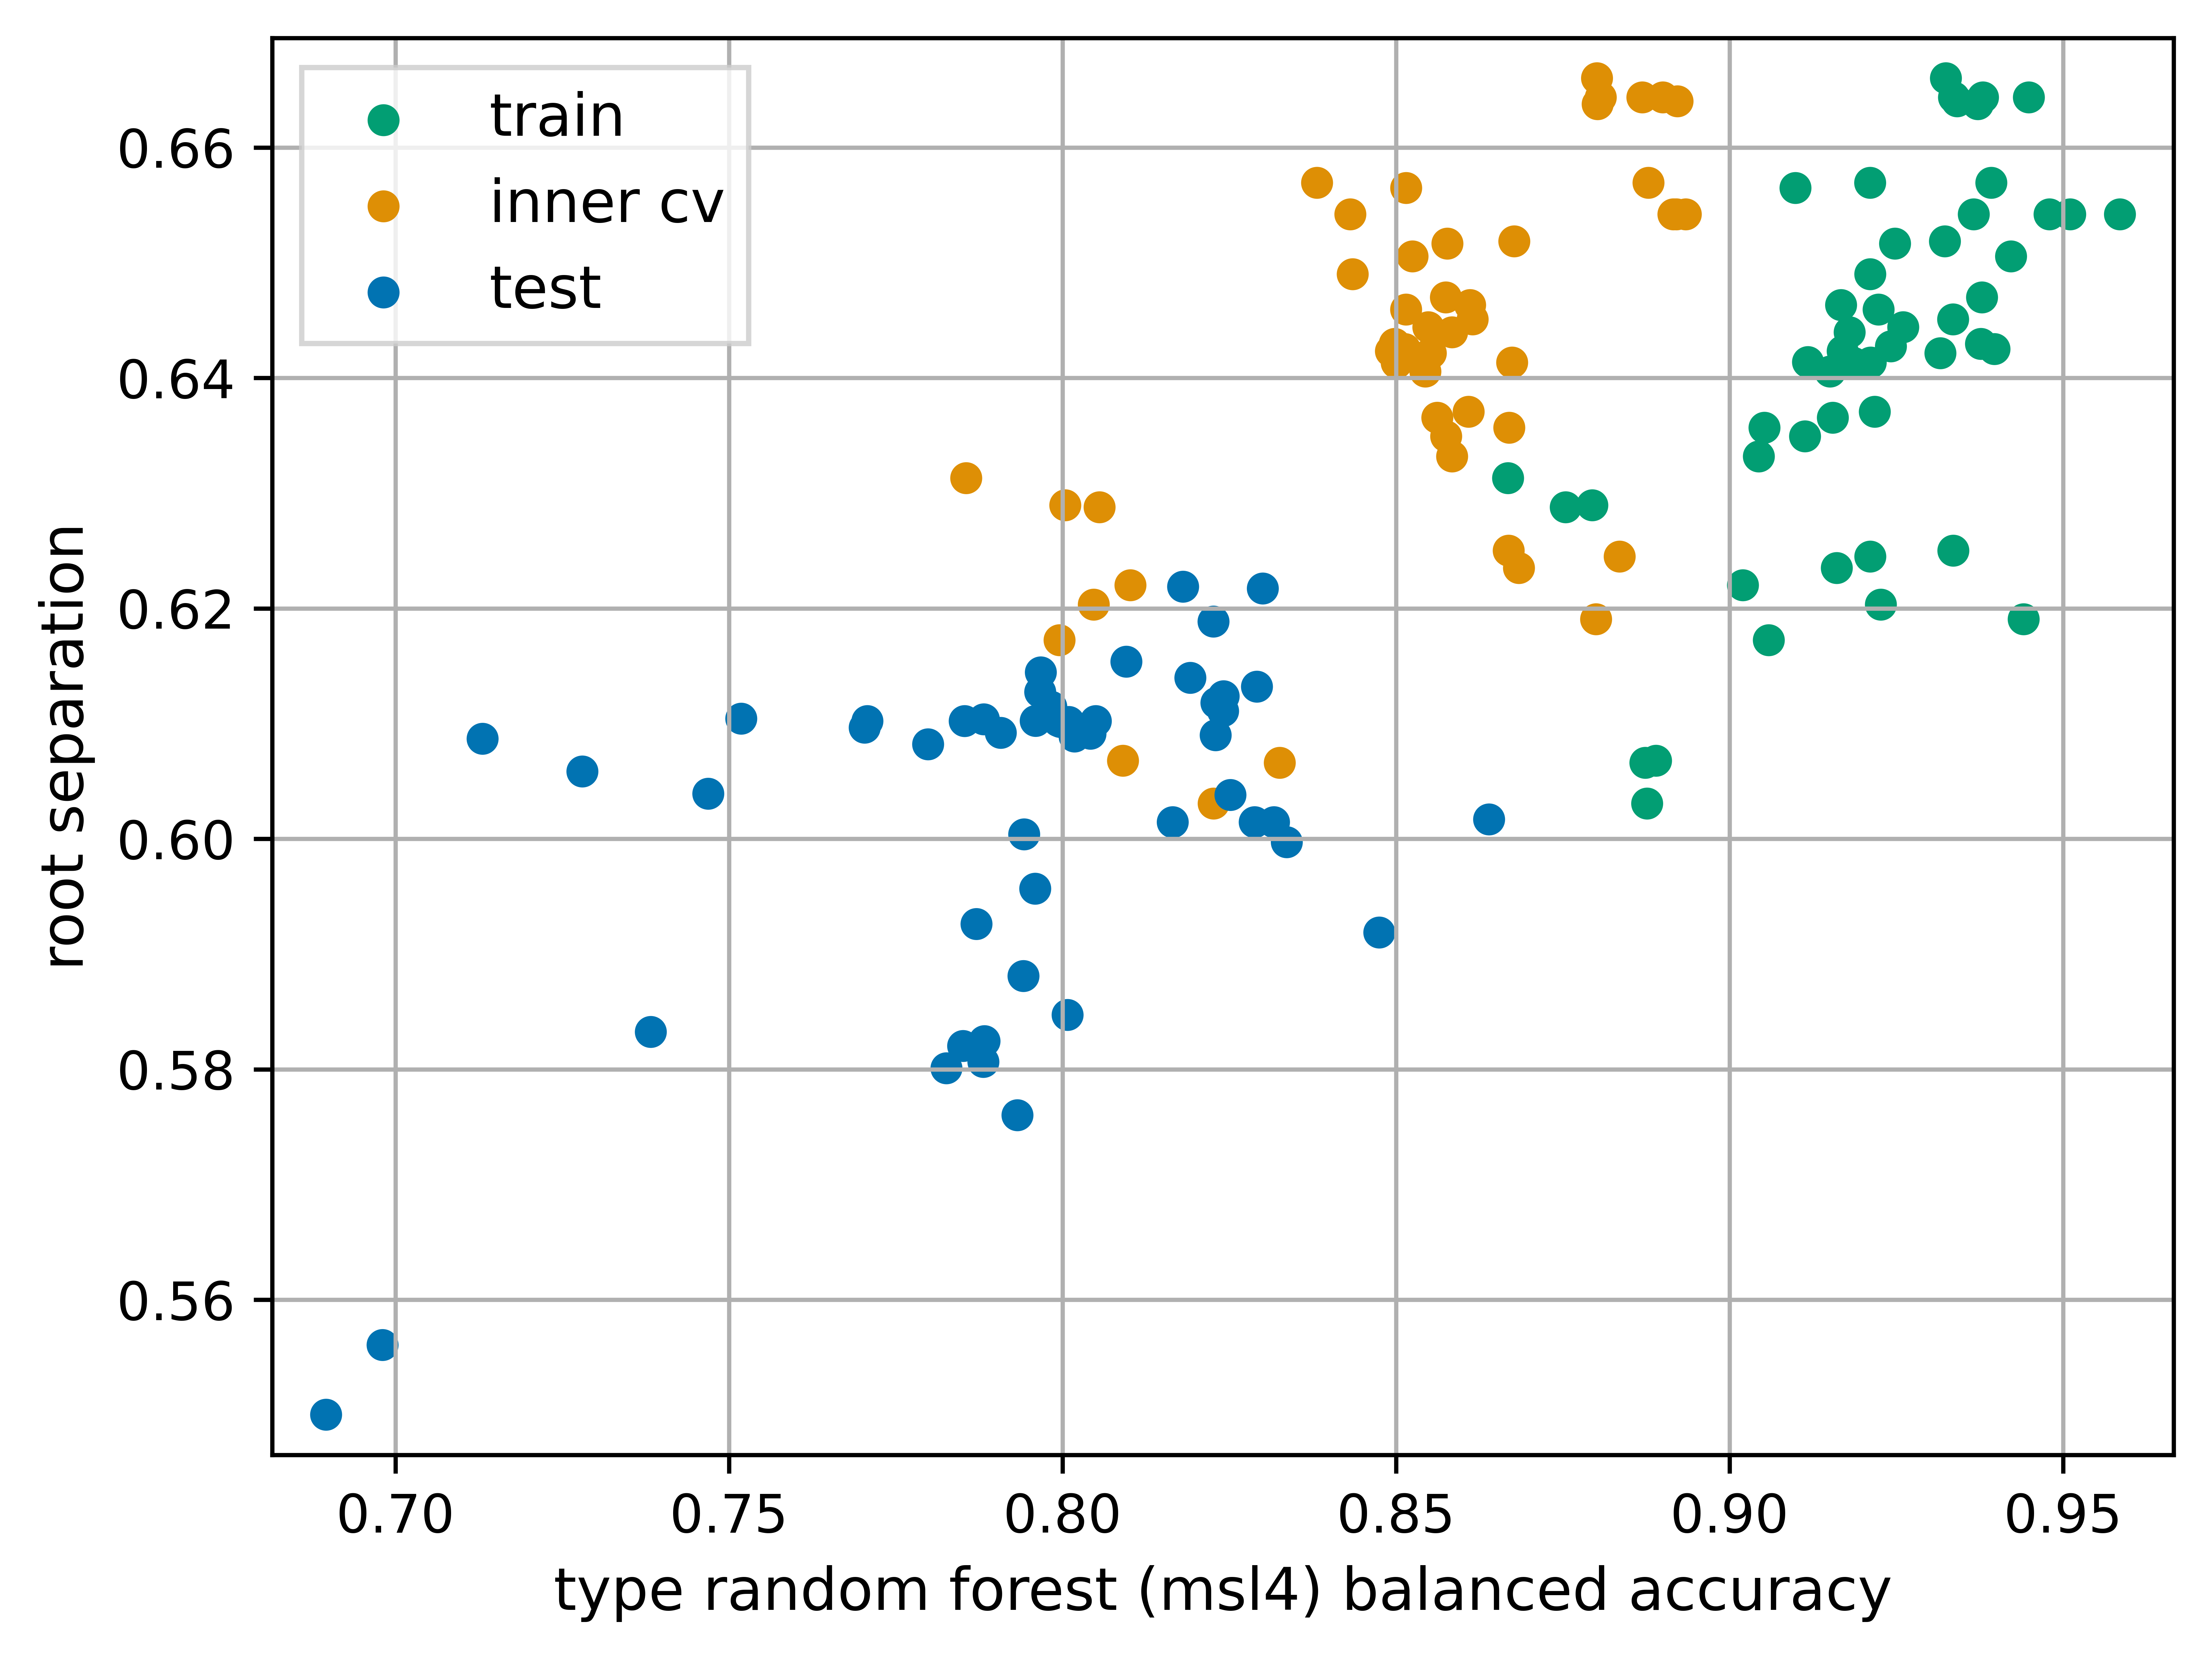 train
inner cv
test
0.66
0.64
0.62
0.60
0.58
0.56
root separation
0.70 0.75 0.80 0.85 0.90 0.95
type random forest (msl4) balanced accuracy